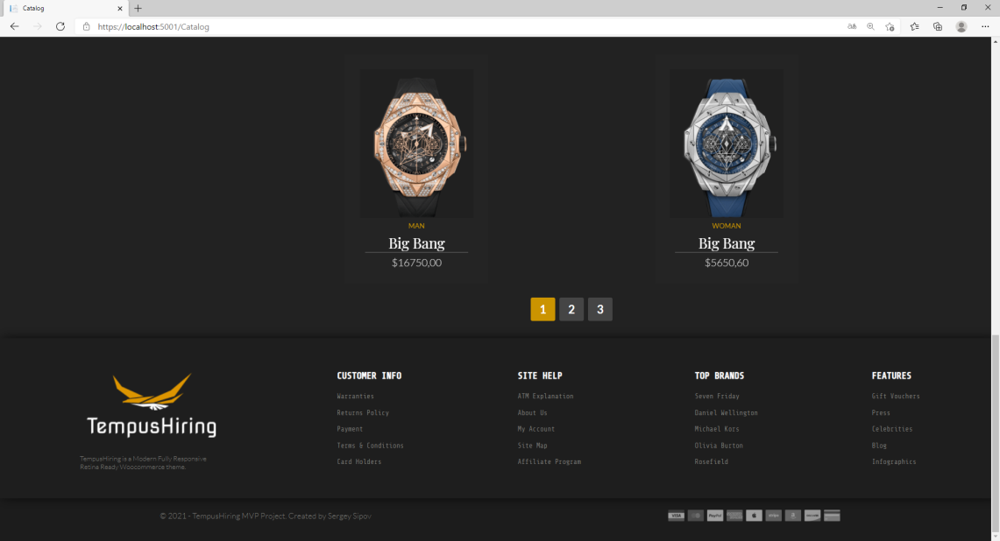 Catalog
https://localhost:5001/Catalog
MAN
Big Bang
$16750,00
WOMAN
Big Bang
$5650,60
1 2 3
TempusHiring
TempusHiring is a Modern Fully Responsive
Retina Ready Woocommerce theme.
CUSTOMER INFO
Warranties
Returns Policy
Payment
Terms & Conditions
Card Holders
SITE HELP
ATM Explanation
About Us
My Account
Site Map
Affiliate Program
TOP BRANDS
Seven Friday
Daniel Wellington
Michael Kors
Olivia Burton
Rosefield
FEATURES
Gift Vouchers
Press
Celebrities
Blog
Infographics
© 2021 - TempusHiring MVP Project. Created by Sergey Sipov
VISA
PayPal